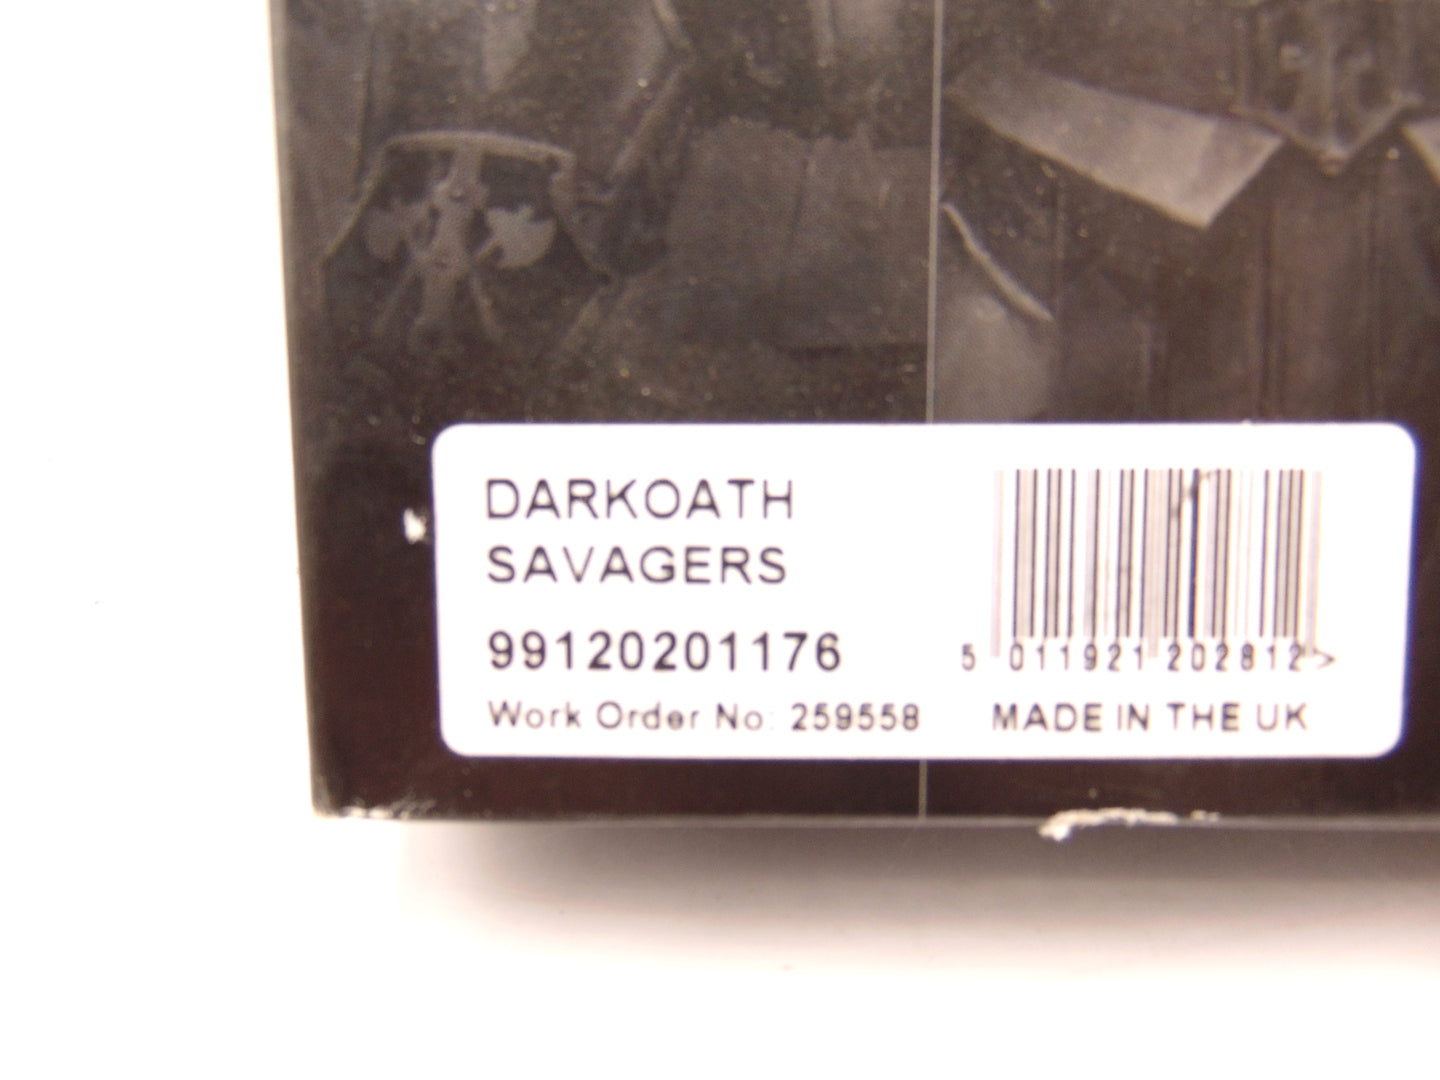 DARKOATH
SAVAGERS
99120201176
Work Order No: 259558
5 011921 202812 >
MADE IN THE UK